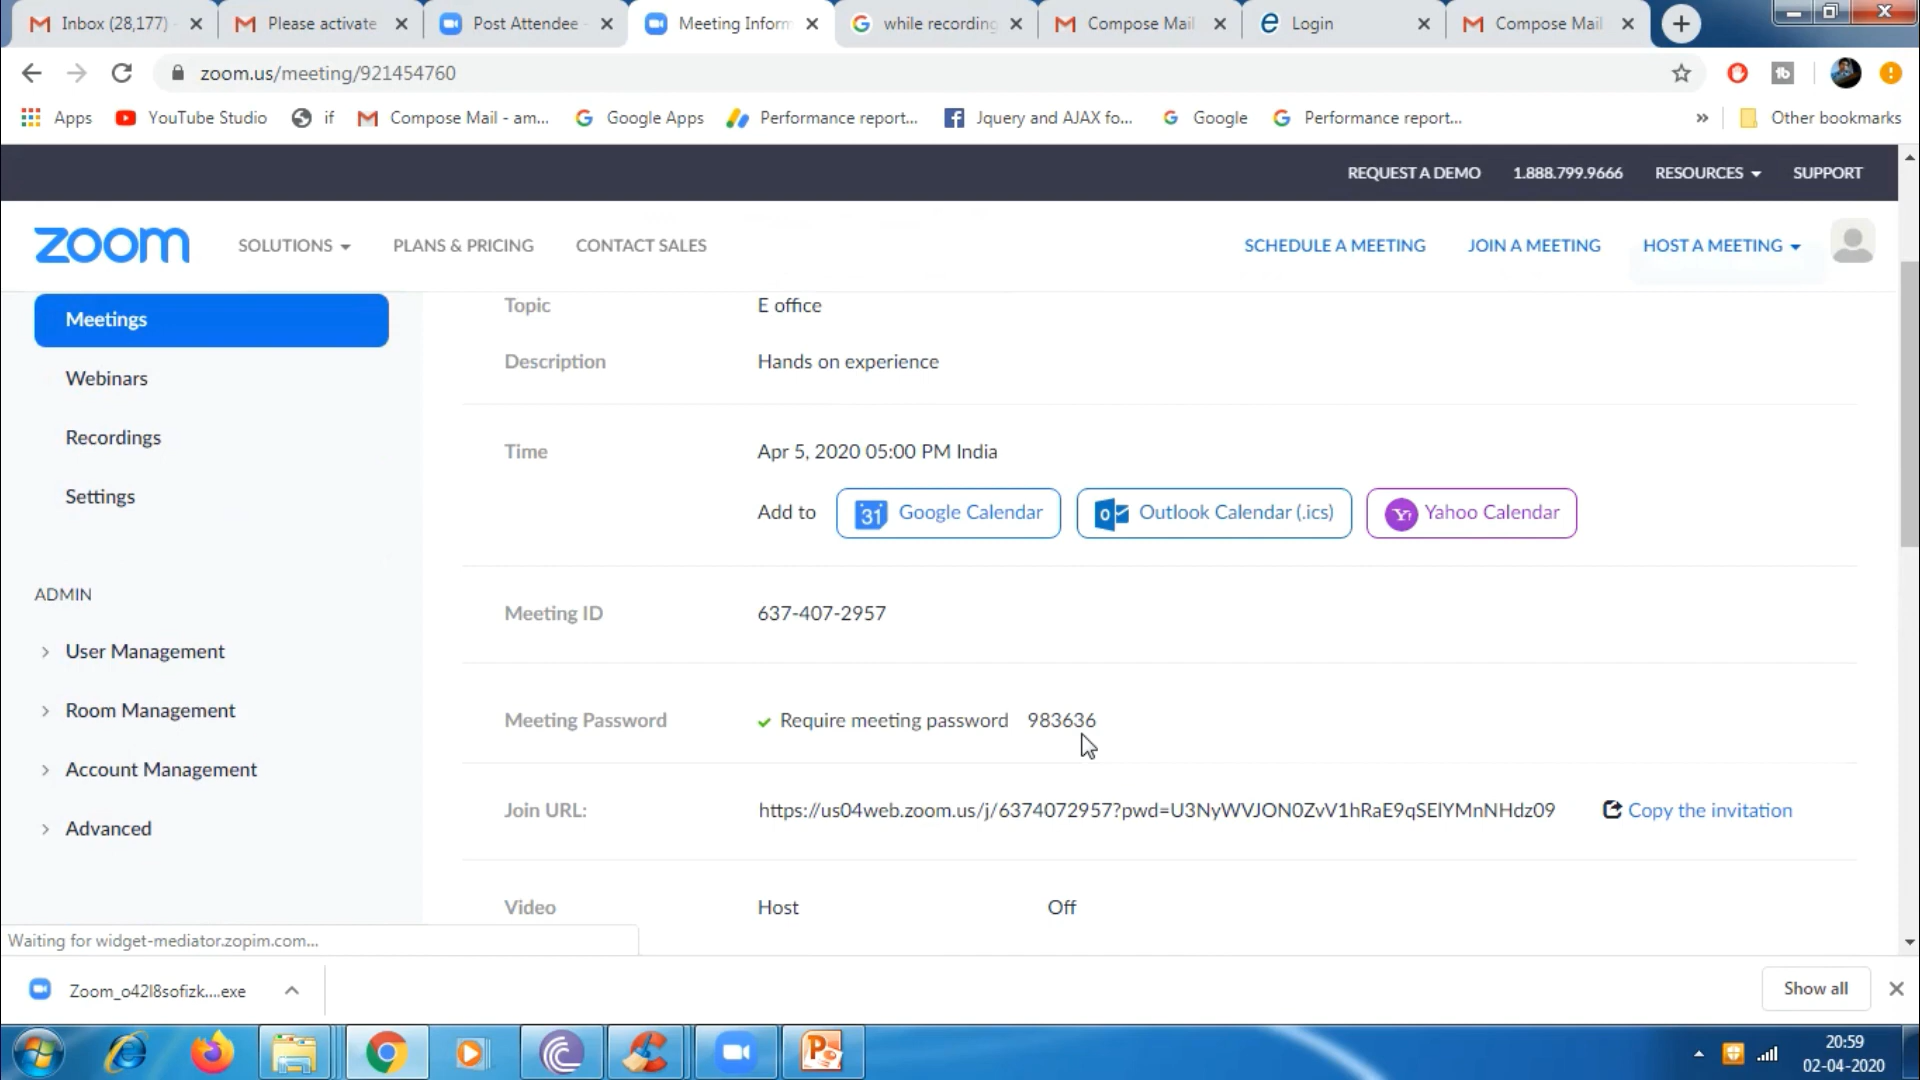 Inbox (28,177)
Please activate
Post Attendee -
Meeting Inform
while recording
Compose Mail
Login
Compose Mail
zoom.us/meeting/921454760
Apps
YouTube Studio
if
Compose Mail - am...
Google Apps
Performance report...
Jquery and AJAX fo...
Google
Performance report...
»
Other bookmarks
REQUEST A DEMO
1.888.799.9666
RESOURCES
SUPPORT
zoom
SOLUTIONS
PLANS & PRICING
CONTACT SALES
SCHEDULE A MEETING
JOIN A MEETING
HOST A MEETING
Meetings
Webinars
Recordings
Settings
ADMIN
User Management
Room Management
Account Management
Advanced
Topic
E office
Description
Hands on experience
Time
Apr 5, 2020 05:00 PM India
Add to
31 Google Calendar
Outlook Calendar (.ics)
Yahoo Calendar
Meeting ID
637-407-2957
Meeting Password
Require meeting password 983636
Join URL:
https://us04web.zoom.us/j/6374072957?pwd=U3NyWVJON0ZvV1hRaE9qSElYMnNHdz09
Copy the invitation
Video
Host
Off
Waiting for widget-mediator.zopim.com...
Zoom_o42l8sofizk....exe
Show all
20:59
02-04-2020